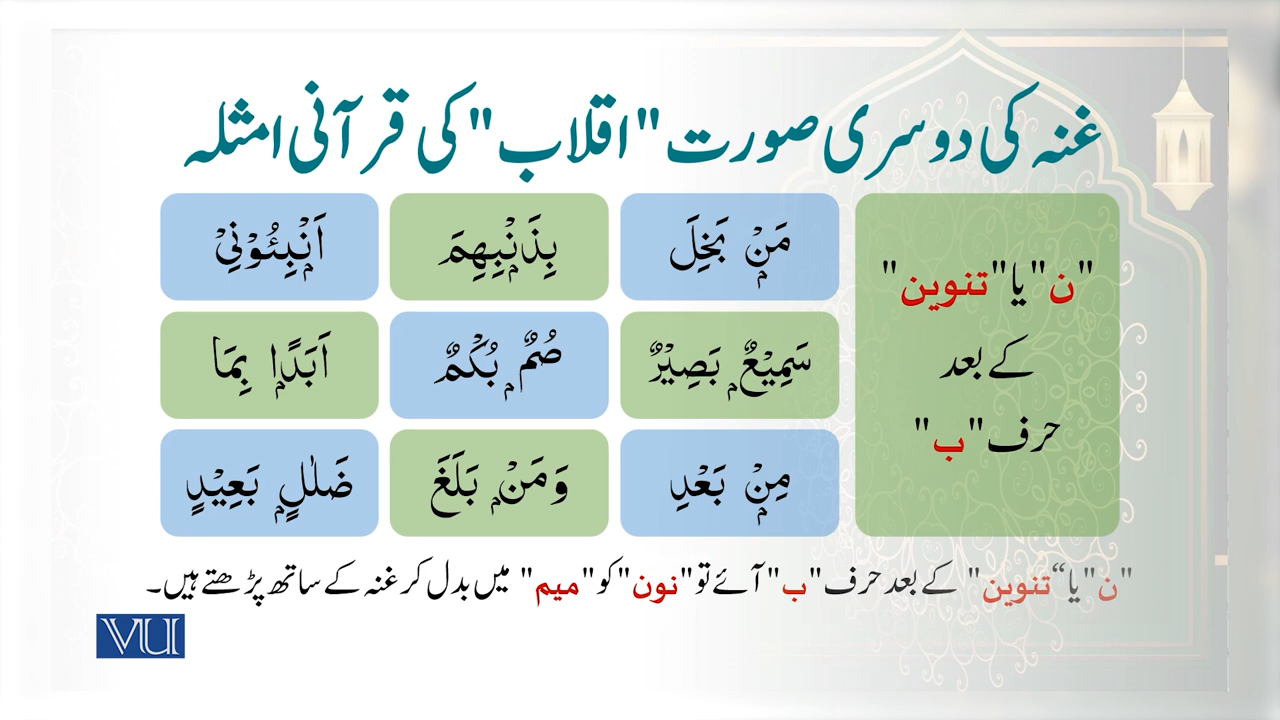 غنہ کی دوسری صورت "اقلاب" کی قرآنی امثلہ
"ن" یا "تنوین"
کے بعد
حرف "ب"
مَنْۢ بَخِلَ
بِذَنْۢبِهِمَ
اَنْۢبِئُوْنِیْ
سَمِیْعٌۢ بَصِیْرٌ
صُمٌّۢ بُکْمٌ
اَبَدًۢا بِمَا
مِنْۢ بَعْدِ
وَمَنْۢ بَلَغَ
ضَلٰلٍۭ بَعِیْدٍ
"ن" یا “تنوین" کے بعد حرف "ب" آئے تو "نون" کو "میم" میں بدل کر غنہ کے ساتھ پڑھتے ہیں۔
VU